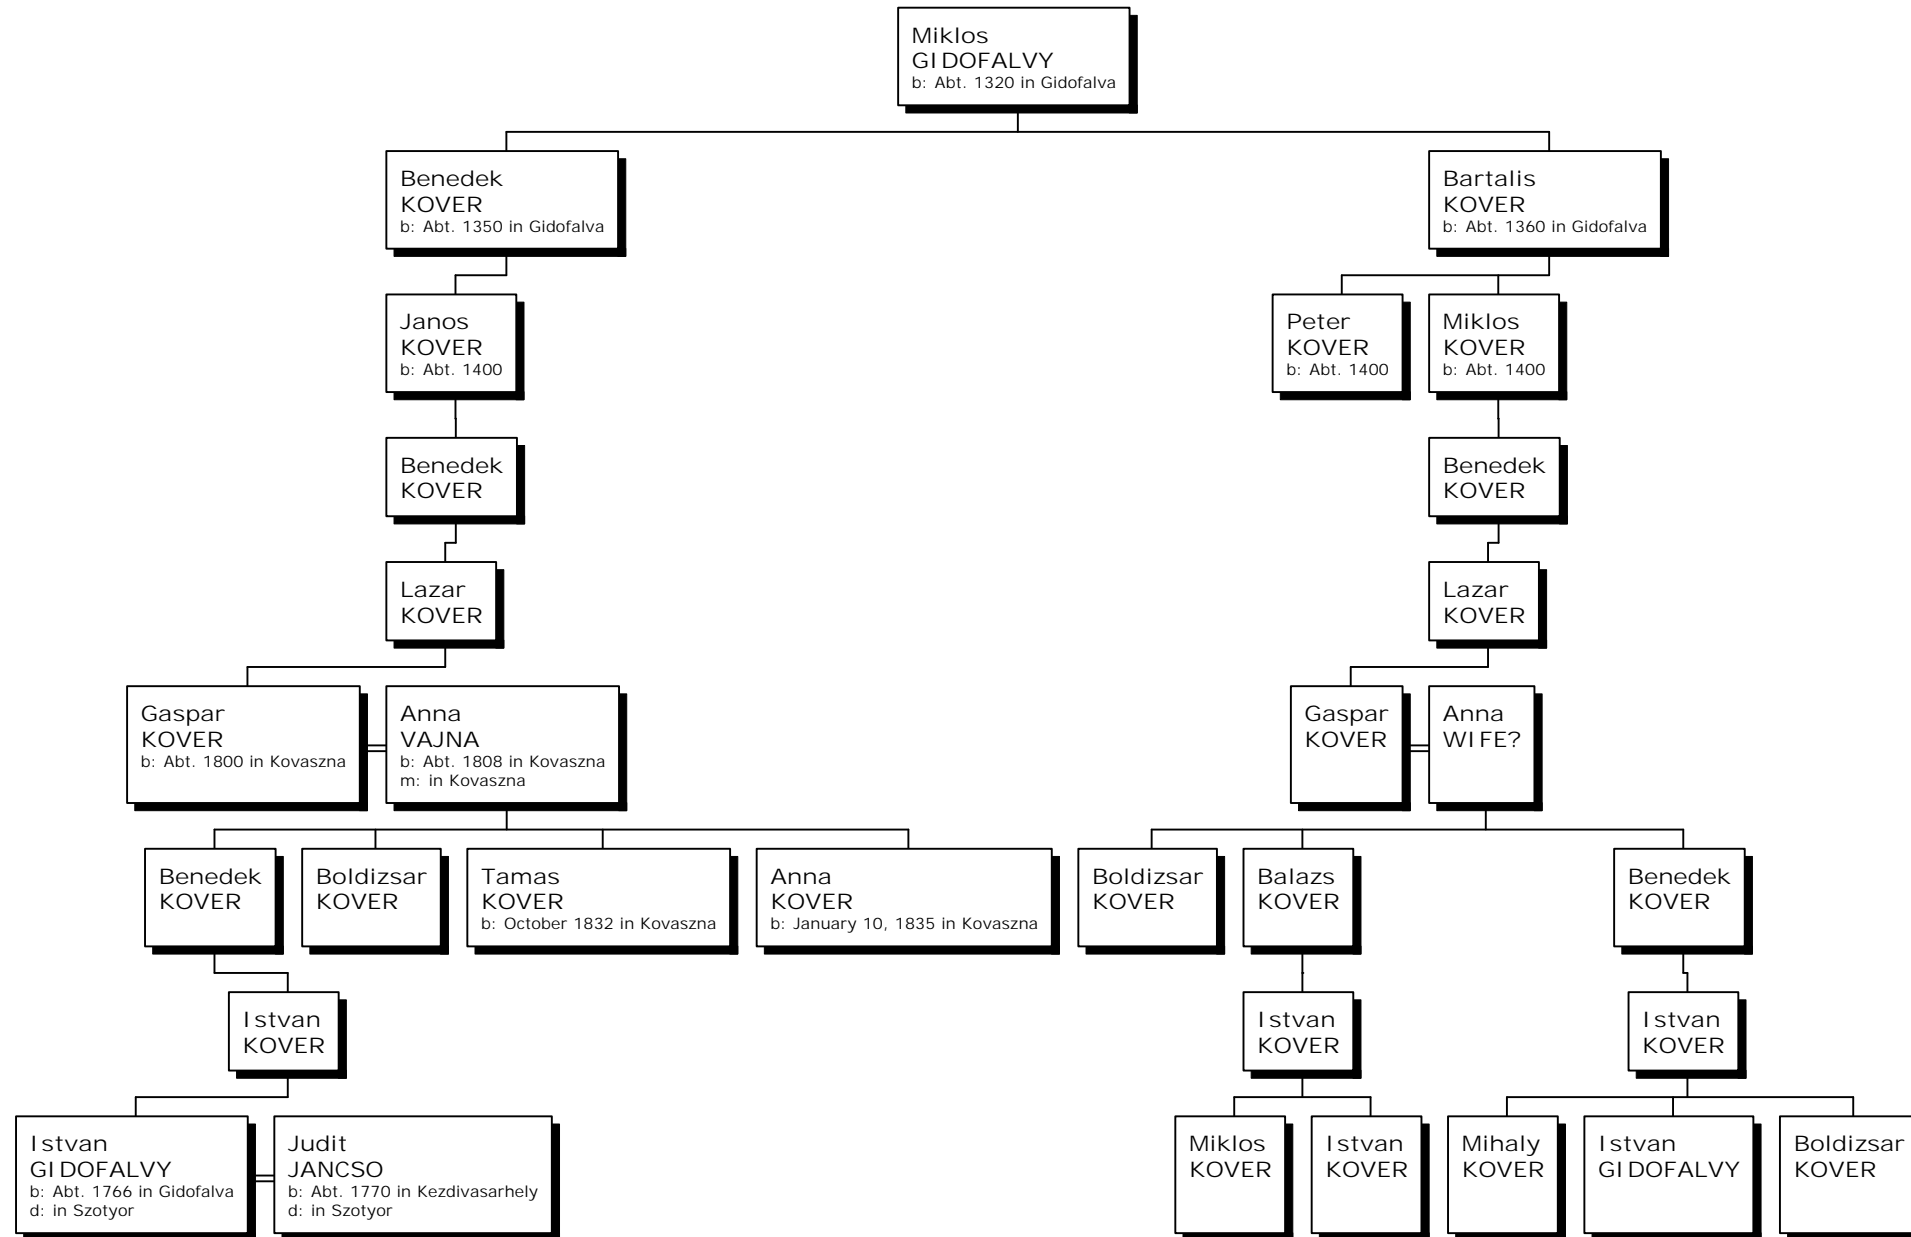 Miklos
GIDOFALVY
b: Abt. 1320 in Gidofalva
Benedek
KOVER
b: Abt. 1350 in Gidofalva
Bartalis
KOVER
b: Abt. 1360 in Gidofalva
Janos
KOVER
b: Abt. 1400
Peter
KOVER
b: Abt. 1400
Miklos
KOVER
b: Abt. 1400
Benedek
KOVER
Benedek
KOVER
Lazar
KOVER
Lazar
KOVER
Gaspar
KOVER
b: Abt. 1800 in Kovaszna
Anna
VAJNA
b: Abt. 1808 in Kovaszna
m: in Kovaszna
Gaspar
KOVER
Anna
WIFE?
Benedek
KOVER
Boldizsar
KOVER
Tamas
KOVER
b: October 1832 in Kovaszna
Anna
KOVER
b: January 10, 1835 in Kovaszna
Boldizsar
KOVER
Balazs
KOVER
Benedek
KOVER
Istvan
KOVER
Istvan
KOVER
Istvan
KOVER
Istvan
GIDOFALVY
b: Abt. 1766 in Gidofalva
d: in Szotyor
Judit
JANCSO
b: Abt. 1770 in Kezdivasarhely
d: in Szotyor
Miklos
KOVER
Istvan
KOVER
Mihaly
KOVER
Istvan
GIDOFALVY
Boldizsar
KOVER